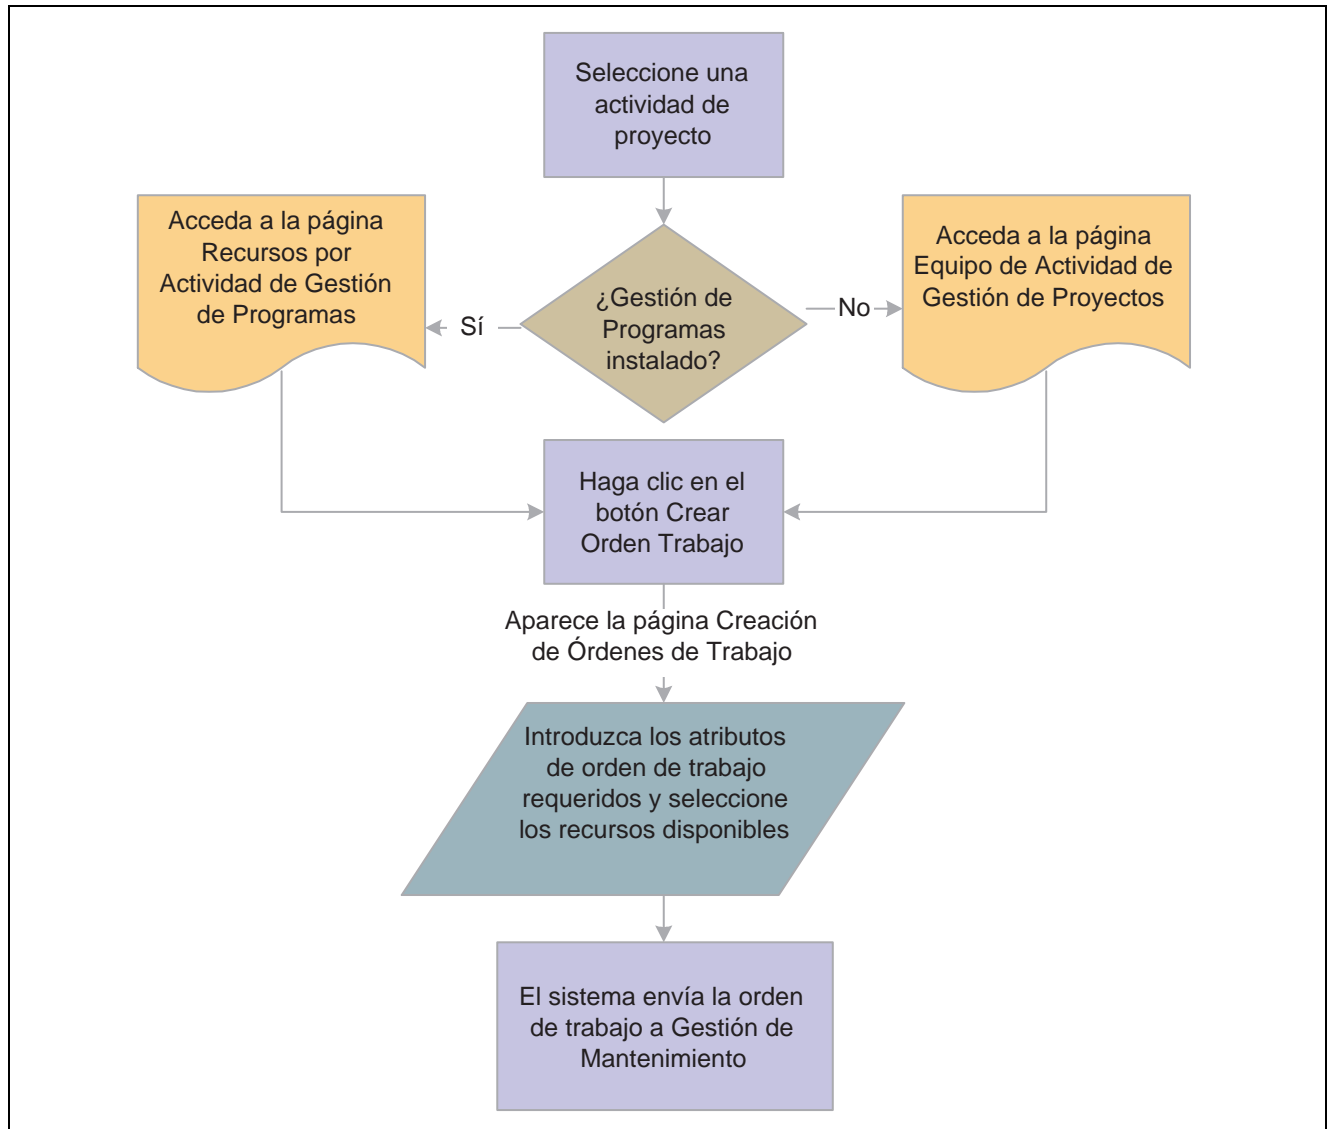 Seleccione una
actividad de
proyecto
Acceda a la página
Recursos por
Actividad de Gestión
de Programas
Sí
¿Gestión de
Programas
instalado?
No
Acceda a la página
Equipo de Actividad de
Gestión de Proyectos
Haga clic en el
botón Crear
Orden Trabajo
Aparece la página Creación
de Órdenes de Trabajo
Introduzca los atributos
de orden de trabajo
requeridos y seleccione
los recursos disponibles
El sistema envía la orden
de trabajo a Gestión de
Mantenimiento